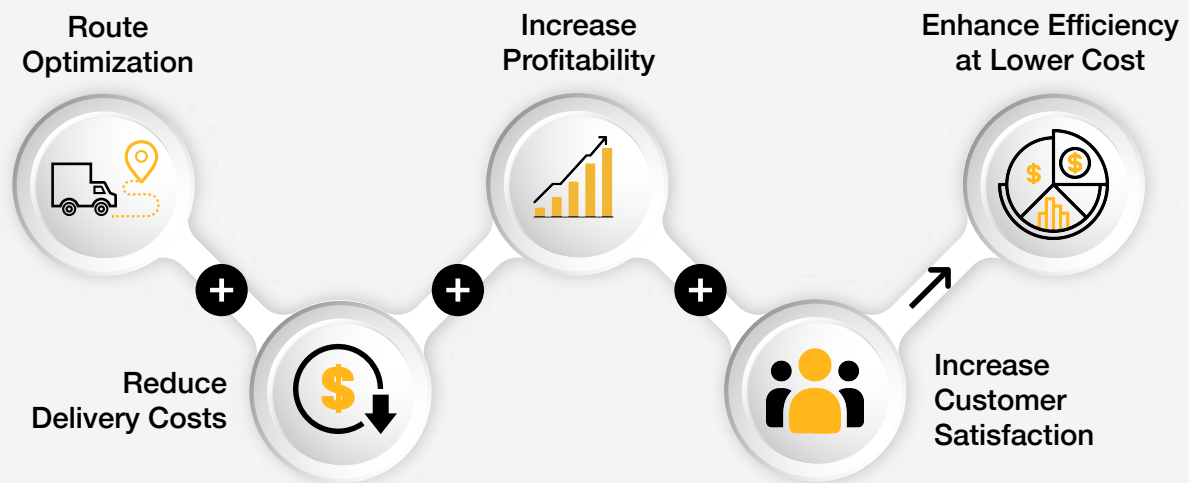 Route
Optimization
Increase
Profitability
Enhance Efficiency
at Lower Cost
$
$
+
+
+
Reduce
Delivery Costs
$
Increase
Customer
Satisfaction